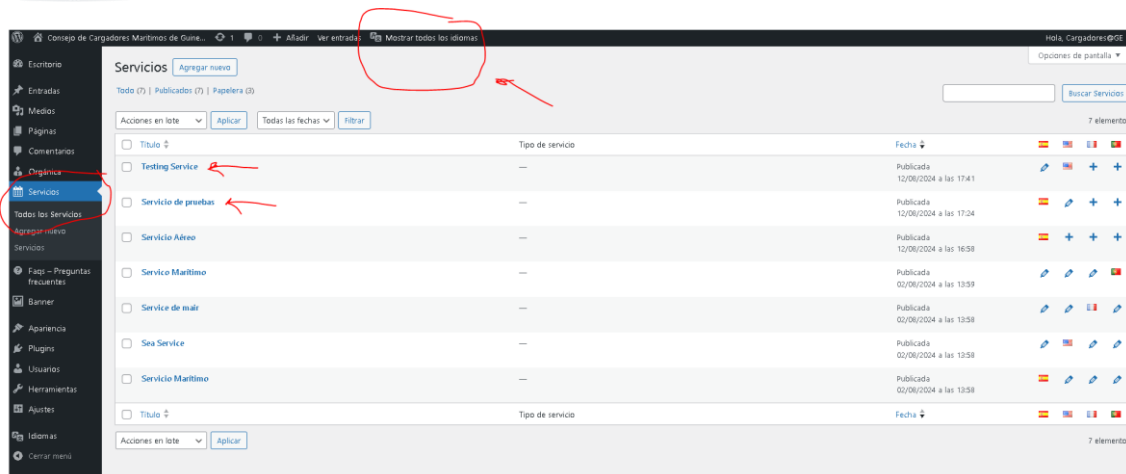 Consejo de Cargadores Maritimos de Guine... 1 0 + Añadir Ver entradas Mostrar todos los idiomas Hola, Cargadores@GE
Opciones de pantalla ▼
Escritorio
Entradas
Medios
Páginas
Comentarios
Orgánica
Servicios
Todos los Servicios
Agregar nuevo
Servicios
Faqs – Preguntas
frecuentes
Banner
Apariencia
Plugins
Usuarios
Herramientas
Ajustes
Idiomas
Cerrar menú
Servicios Agregar nuevo
Todo (7) | Publicados (7) | Papelera (3)
Buscar Servicios
Acciones en lote Aplicar Todas las fechas Filtrar 7 elemento
Título Tipo de servicio Fecha
Testing Service — Publicada
12/08/2024 a las 17:41
Servicio de pruebas — Publicada
12/08/2024 a las 17:24
Servicio Aéreo — Publicada
12/08/2024 a las 16:58
Servico Marítimo — Publicada
02/08/2024 a las 13:59
Service de mair — Publicada
02/08/2024 a las 13:58
Sea Service — Publicada
02/08/2024 a las 13:58
Servicio Marítimo — Publicada
02/08/2024 a las 13:58
Título Tipo de servicio Fecha
Acciones en lote Aplicar 7 elemento